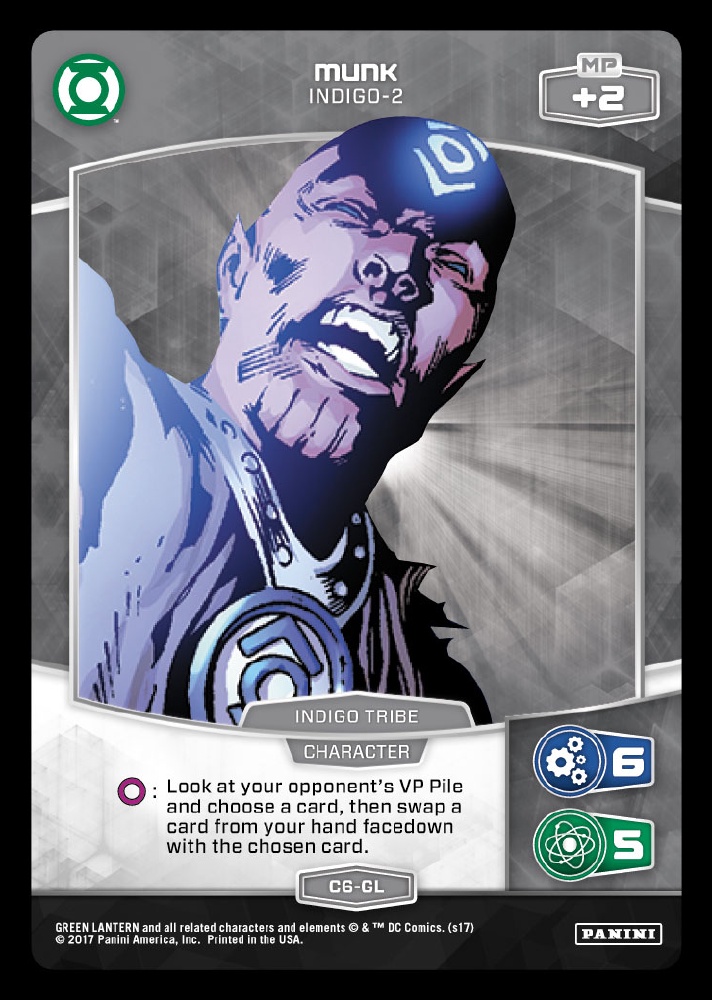 MUNK
INDIGO-2
MP
+2
INDIGO TRIBE
CHARACTER
: Look at your opponent's VP Pile
and choose a card, then swap a
card from your hand facedown
with the chosen card.
6
5
C6-GL
GREEN LANTERN and all related characters and elements © & ™ DC Comics. (s17)
© 2017 Panini America, Inc. Printed in the USA.
PANINI